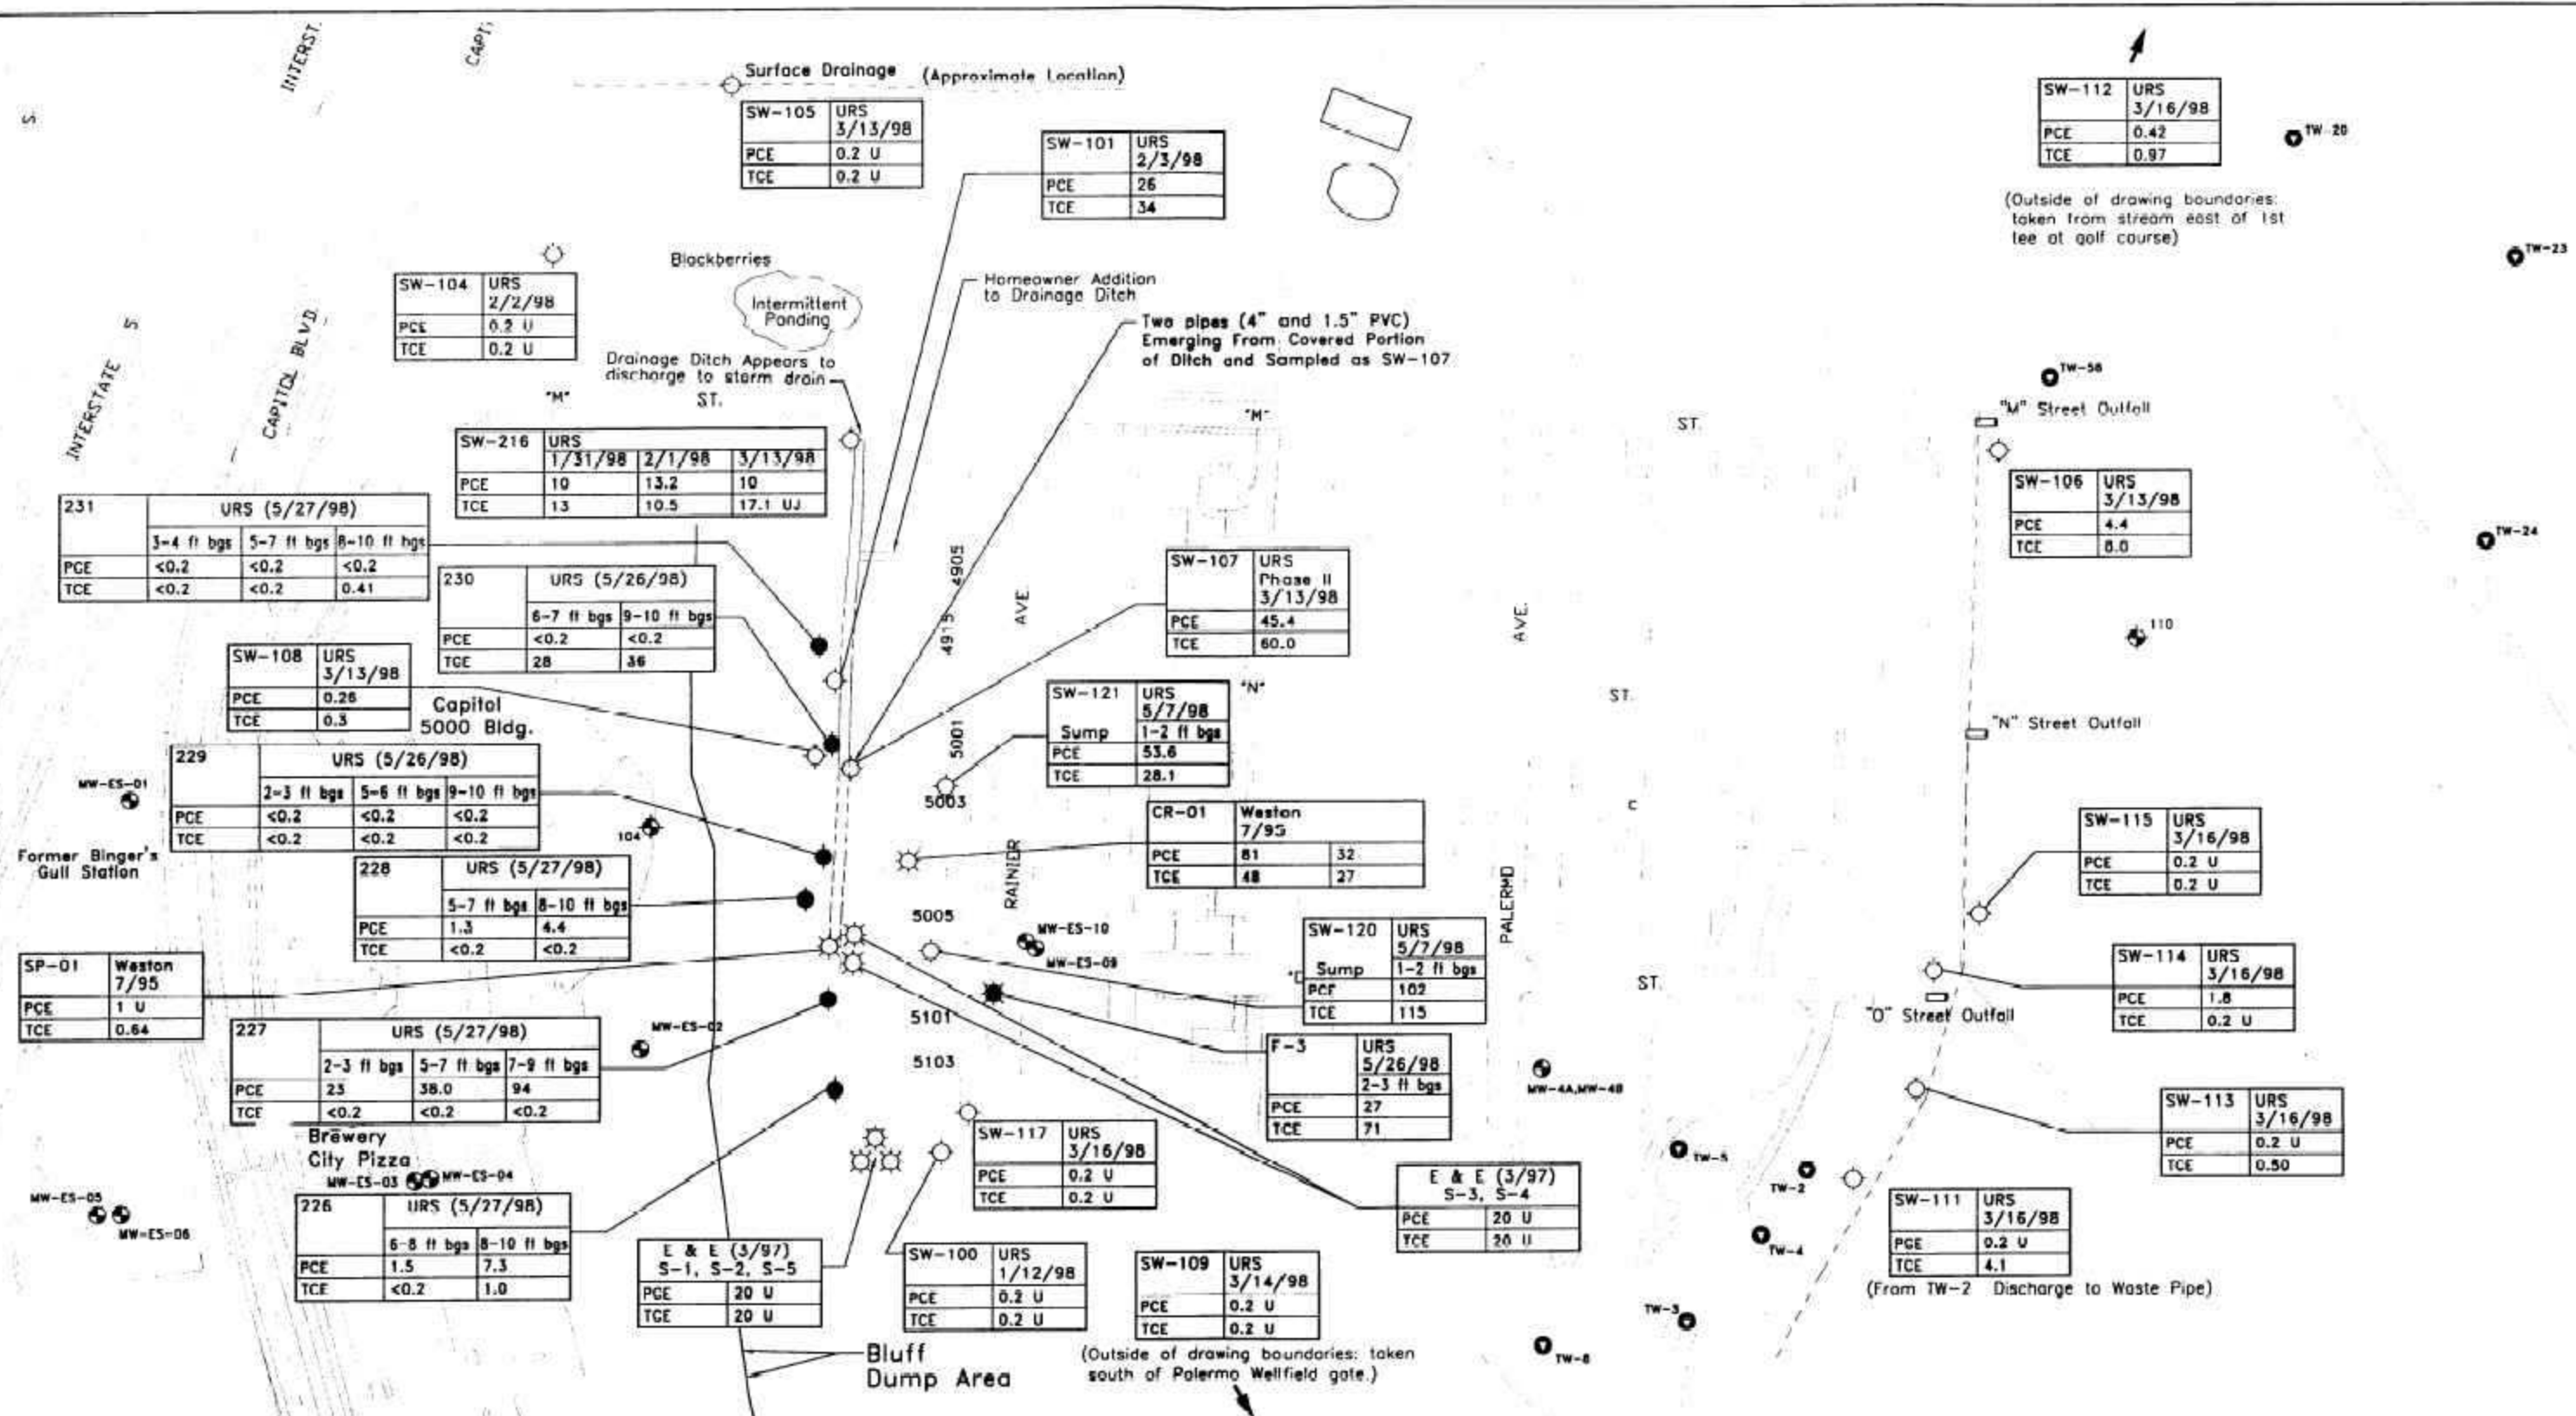 INTERST.
CAPI
S
Surface Drainage (Approximate Location)
SW-105 URS 3/13/98
PCE 0.2 U
TCE 0.2 U
SW-101 URS 2/3/98
PCE 26
TCE 34
SW-112 URS 3/16/98
PCE 0.42
TCE 0.97
(Outside of drawing boundaries:
taken from stream east of 1st
tee at golf course)
TW-20
TW-23
SW-104 URS 2/2/98
PCE 0.2 U
TCE 0.2 U
Blackberries
Intermittent
Ponding
Homeowner Addition
to Drainage Ditch
Two pipes (4" and 1.5" PVC)
Emerging From Covered Portion
of Ditch and Sampled as SW-107
Drainage Ditch Appears to
discharge to storm drain
INTERSTATE S
CAPITOL BLVD.
"M" ST.
"M"
ST.
TW-58
"M" Street Outfall
SW-216 URS
1/31/98 2/1/98 3/13/98
PCE 10 13.2 10
TCE 13 10.5 17.1 UJ
SW-106 URS 3/13/98
PCE 4.4
TCE 8.0
TW-24
231 URS (5/27/98)
3-4 ft bgs 5-7 ft bgs 8-10 ft bgs
PCE <0.2 <0.2 <0.2
TCE <0.2 <0.2 0.41
230 URS (5/26/98)
6-7 ft bgs 9-10 ft bgs
PCE <0.2 <0.2
TCE 28 36
4905
4915
AVE.
SW-107 URS
Phase II
3/13/98
PCE 45.4
TCE 60.0
AVE.
110
SW-108 URS 3/13/98
PCE 0.26
TCE 0.3
Capitol
5000 Bldg.
SW-121 URS 5/7/98
Sump 1-2 ft bgs
PCE 53.6
TCE 28.1
"N"
ST.
"N" Street Outfall
5001
5003
229 URS (5/26/98)
2-3 ft bgs 5-6 ft bgs 9-10 ft bgs
PCE <0.2 <0.2 <0.2
TCE <0.2 <0.2 <0.2
MW-ES-01
104
Former Binger's
Gull Station
CR-01 Weston 7/95
PCE 81 32
TCE 48 27
C
SW-115 URS 3/16/98
PCE 0.2 U
TCE 0.2 U
228 URS (5/27/98)
5-7 ft bgs 8-10 ft bgs
PCE 1.3 4.4
TCE <0.2 <0.2
RAINIER
PALERMO
5005
MW-ES-10
MW-ES-09
SW-120 URS 5/7/98
Sump 1-2 ft bgs
PCE 102
TCE 115
ST.
SW-114 URS 3/16/98
PCE 1.8
TCE 0.2 U
"O" Street Outfall
SP-01 Weston 7/95
PCE 1 U
TCE 0.64
227 URS (5/27/98)
2-3 ft bgs 5-7 ft bgs 7-9 ft bgs
PCE 23 38.0 94
TCE <0.2 <0.2 <0.2
MW-ES-02
5101
5103
F-3 URS 5/26/98
2-3 ft bgs
PCE 27
TCE 71
MW-4A,MW-4B
SW-113 URS 3/16/98
PCE 0.2 U
TCE 0.50
Brewery
City Pizza
MW-ES-03
MW-ES-04
MW-ES-05
MW-ES-06
SW-117 URS 3/16/98
PCE 0.2 U
TCE 0.2 U
E & E (3/97)
S-3, S-4
PCE 20 U
TCE 20 U
TW-5
TW-2
TW-4
SW-111 URS 3/16/98
PCE 0.2 U
TCE 4.1
(From TW-2 Discharge to Waste Pipe)
226 URS (5/27/98)
6-8 ft bgs 8-10 ft bgs
PCE 1.5 7.3
TCE <0.2 1.0
E & E (3/97)
S-1, S-2, S-5
PCE 20 U
TCE 20 U
SW-100 URS 1/12/98
PCE 0.2 U
TCE 0.2 U
SW-109 URS 3/14/98
PCE 0.2 U
TCE 0.2 U
(Outside of drawing boundaries: taken
south of Palermo Wellfield gate.)
TW-3
TW-8
Bluff
Dump Area